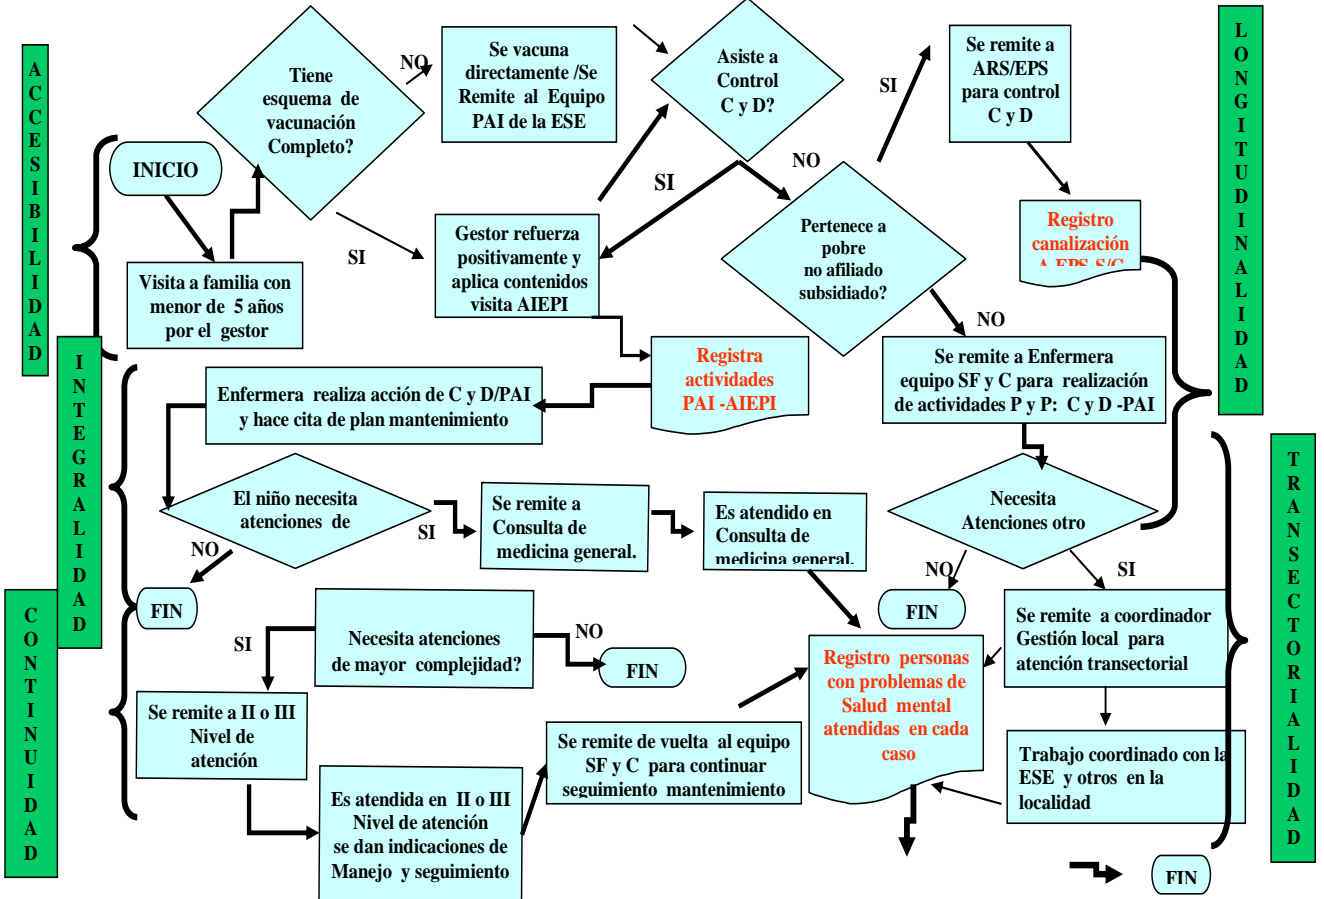 ACCESIBILIDAD
INICIO
Visita a familia con
menor de 5 años
por el gestor
Tiene
esquema de
vacunación
Completo?
NO
SI
Se vacuna
directamente /Se
Remite al Equipo
PAI de la ESE
Gestor refuerza
positivamente y
aplica contenidos
visita AIEPI
Asiste a
Control
C y D?
SI
NO
Pertenece a
pobre
no afiliado
subsidiado?
SI
NO
Se remite a
ARS/EPS
para control
C y D
Registro
canalización
A EPS-S/C
LONGITUDINALIDAD
Registra
actividades
PAI -AIEPI
Se remite a Enfermera
equipo SF y C para realización
de actividades P y P: C y D -PAI
INTEGRALIDAD
Enfermera realiza acción de C y D/PAI
y hace cita de plan mantenimiento
El niño necesita
atenciones de
NO
SI
FIN
Se remite a
Consulta de
medicina general.
Es atendido en
Consulta de
medicina general.
Necesita
Atenciones otro
NO
SI
FIN
Se remite a coordinador
Gestión local para
atención transectorial
TRANSECTORIALIDAD
CONTINUIDAD
Necesita atenciones
de mayor complejidad?
SI
NO
FIN
Se remite a II o III
Nivel de
atención
Es atendida en II o III
Nivel de atención
se dan indicaciones de
Manejo y seguimiento
Se remite de vuelta al equipo
SF y C para continuar
seguimiento mantenimiento
Registro personas
con problemas de
Salud mental
atendidas en cada
caso
Trabajo coordinado con la
ESE y otros en la
localidad
FIN